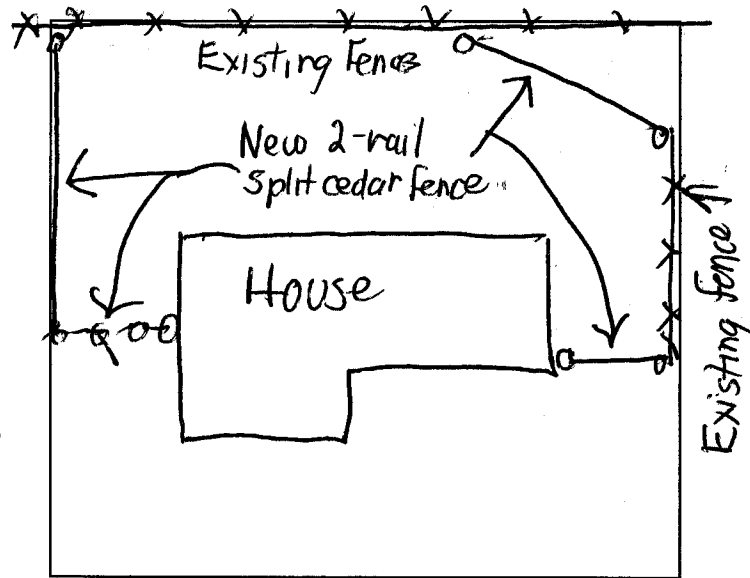 Existing Fence
New 2-rail
split cedar fence
House
Existing fence